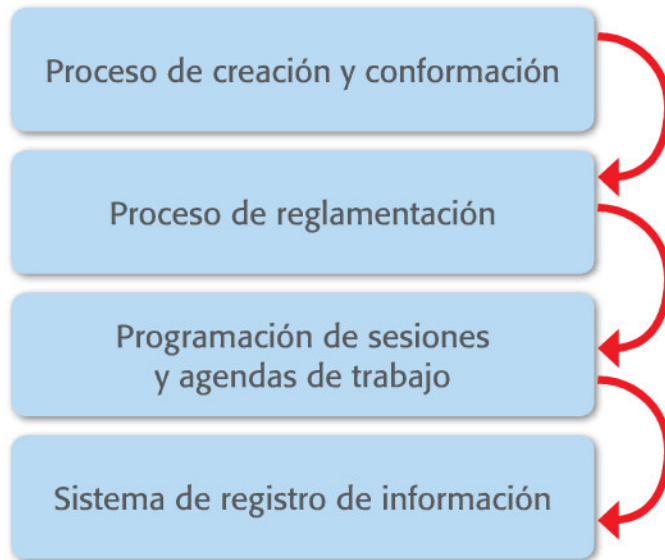 Proceso de creación y conformación
Proceso de reglamentación
Programación de sesiones
y agendas de trabajo
Sistema de registro de información